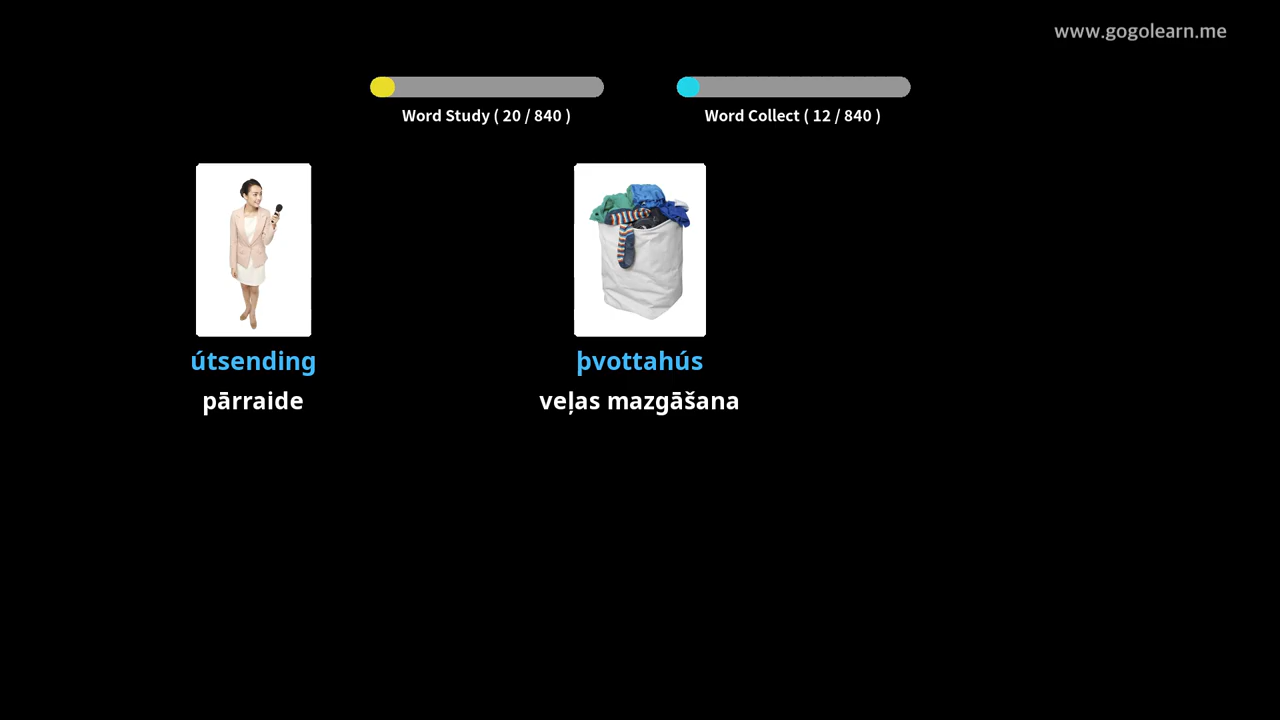 www.gogolearn.me
Word Study ( 20 / 840 )
Word Collect ( 12 / 840 )
útsending
þvottahús
pārraide
veļas mazgāšana